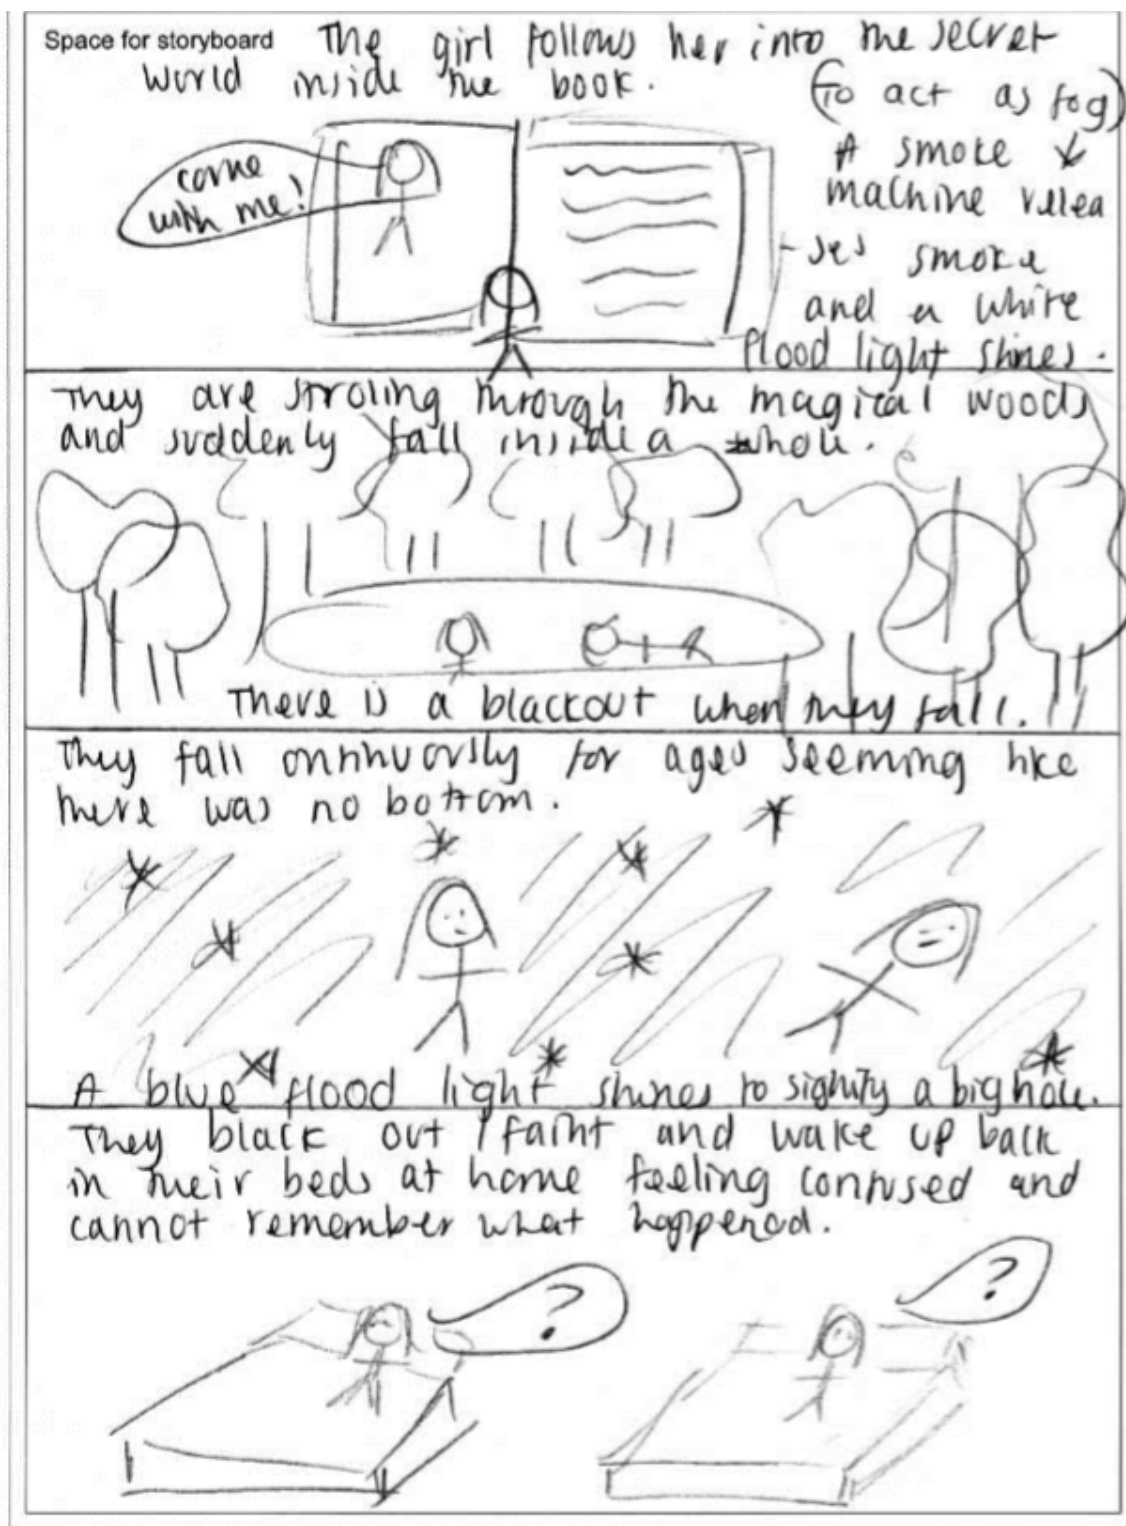 Space for storyboard The girl follows her into the secret
world inside the book.
(To act as fog)
A smoke
machine relea
-ses smoke
and a white
flood light shines.
come
with me!
They are stroling through the magical woods
and suddenly fall inside a whole.
There is a blackout when they fall.
They fall continuously for ages seeming like
there was no bottom.
A blue flood light shines to signify a big hole.
They black out / faint and wake up back
in their beds at home feeling confused and
cannot remember what happened.
?
?